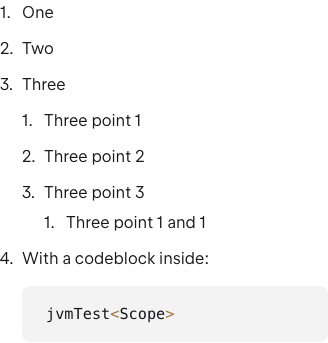 1. One
2. Two
3. Three
1. Three point 1
2. Three point 2
3. Three point 3
1. Three point 1 and 1
4. With a codeblock inside:
jvmTest<Scope>